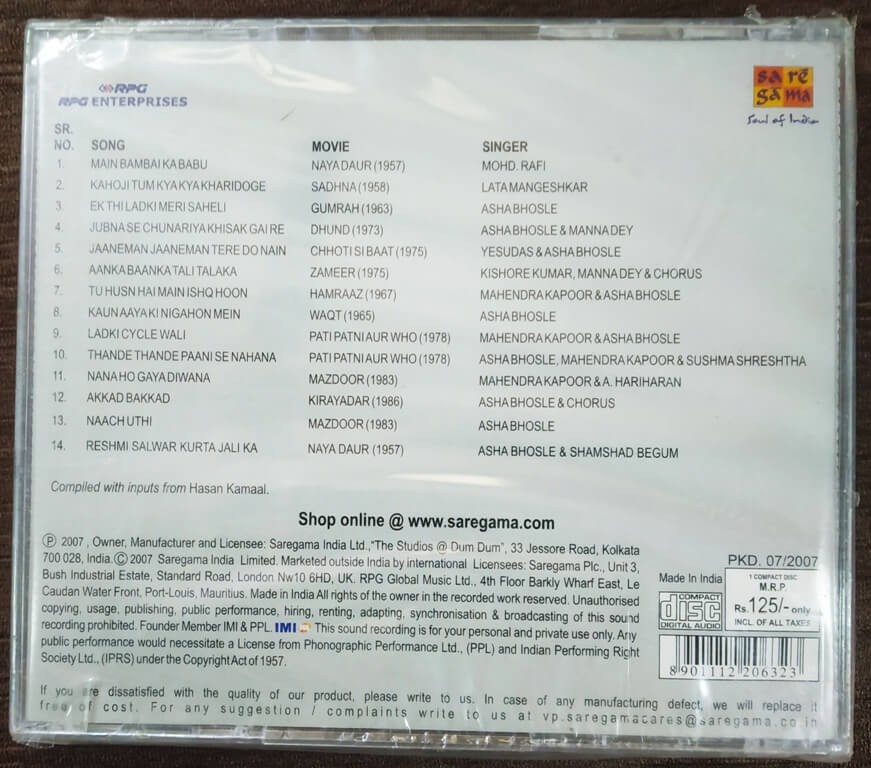 RPG
RPG ENTERPRISES
sa rē
gā ma
Soul of India
SR.
NO. SONG MOVIE SINGER
1. MAIN BAMBAI KA BABU NAYA DAUR (1957) MOHD. RAFI
2. KAHOJI TUM KYA KYA KHARIDOGE SADHNA (1958) LATA MANGESHKAR
3. EK THI LADKI MERI SAHELI GUMRAH (1963) ASHA BHOSLE
4. JUBNA SE CHUNARIYA KHISAK GAI RE DHUND (1973) ASHA BHOSLE & MANNA DEY
5. JAANEMAN JAANEMAN TERE DO NAIN CHHOTI SI BAAT (1975) YESUDAS & ASHA BHOSLE
6. AANKA BAANKA TALI TALAKA ZAMEER (1975) KISHORE KUMAR, MANNA DEY & CHORUS
7. TU HUSN HAI MAIN ISHQ HOON HAMRAAZ (1967) MAHENDRA KAPOOR & ASHA BHOSLE
8. KAUN AAYA KI NIGAHON MEIN WAQT (1965) ASHA BHOSLE
9. LADKI CYCLE WALI PATI PATNI AUR WHO (1978) MAHENDRA KAPOOR & ASHA BHOSLE
10. THANDE THANDE PAANI SE NAHANA PATI PATNI AUR WHO (1978) ASHA BHOSLE, MAHENDRA KAPOOR & SUSHMA SHRESHTHA
11. NANA HO GAYA DIWANA MAZDOOR (1983) MAHENDRA KAPOOR & A. HARIHARAN
12. AKKAD BAKKAD KIRAYADAR (1986) ASHA BHOSLE & CHORUS
13. NAACH UTHI MAZDOOR (1983) ASHA BHOSLE
14. RESHMI SALWAR KURTA JALI KA NAYA DAUR (1957) ASHA BHOSLE & SHAMSHAD BEGUM
Compiled with inputs from Hasan Kamaal.
Shop online @ www.saregama.com
Ⓟ 2007 , Owner, Manufacturer and Licensee: Saregama India Ltd.,"The Studios @ Dum Dum", 33 Jessore Road, Kolkata
700 028, India.© 2007 Saregama India Limited. Marketed outside India by international Licensees: Saregama Plc., Unit 3,
Bush Industrial Estate, Standard Road, London Nw10 6HD, UK. RPG Global Music Ltd., 4th Floor Barkly Wharf East, Le
Caudan Water Front, Port-Louis, Mauritius. Made in India All rights of the owner in the recorded work reserved. Unauthorised
copying, usage, publishing, public performance, hiring, renting, adapting, synchronisation & broadcasting of this sound
recording prohibited. Founder Member IMI & PPL. IMI This sound recording is for your personal and private use only. Any
public performance would necessitate a License from Phonographic Performance Ltd., (PPL) and Indian Performing Right
Society Ltd., (IPRS) under the Copyright Act of 1957.
PKD. 07/2007
Made In India
COMPACT
disc
DIGITAL AUDIO
1 COMPACT DISC
M.R.P.
Rs.125/- only
INCL. OF ALL TAXES
8 901112 206323
If you are dissatisfied with the quality of our product, please write to us. In case of any manufacturing defect, we will replace it
free of cost. For any suggestion / complaints write to us at vp.saregamacares@saregama.co.in